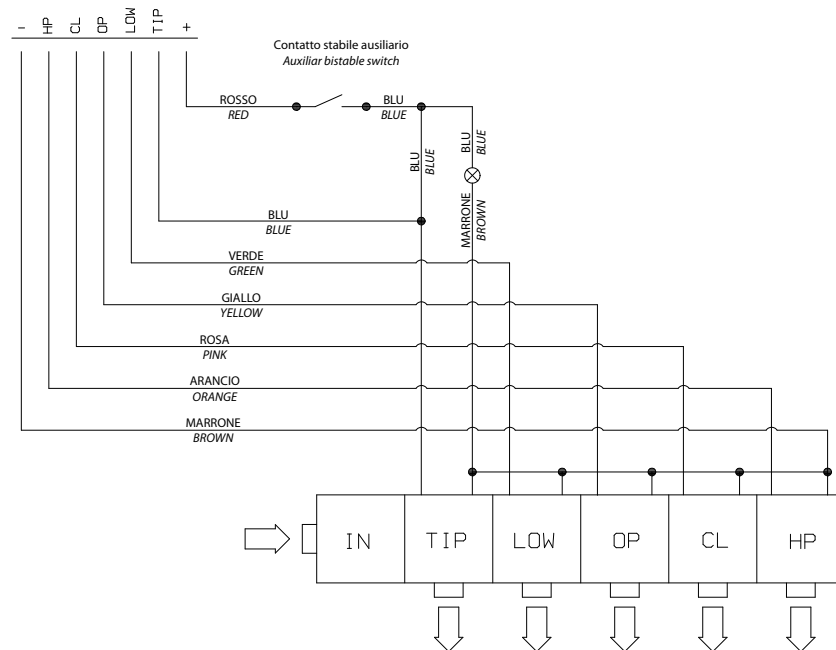 - HP CL OP LOW TIP +
Contatto stabile ausiliario
Auxiliar bistable switch
ROSSO
RED
BLU
BLUE
BLU
BLUE
BLU
BLUE
MARRONE
BROWN
BLU
BLUE
VERDE
GREEN
GIALLO
YELLOW
ROSA
PINK
ARANCIO
ORANGE
MARRONE
BROWN
IN TIP LOW OP CL HP